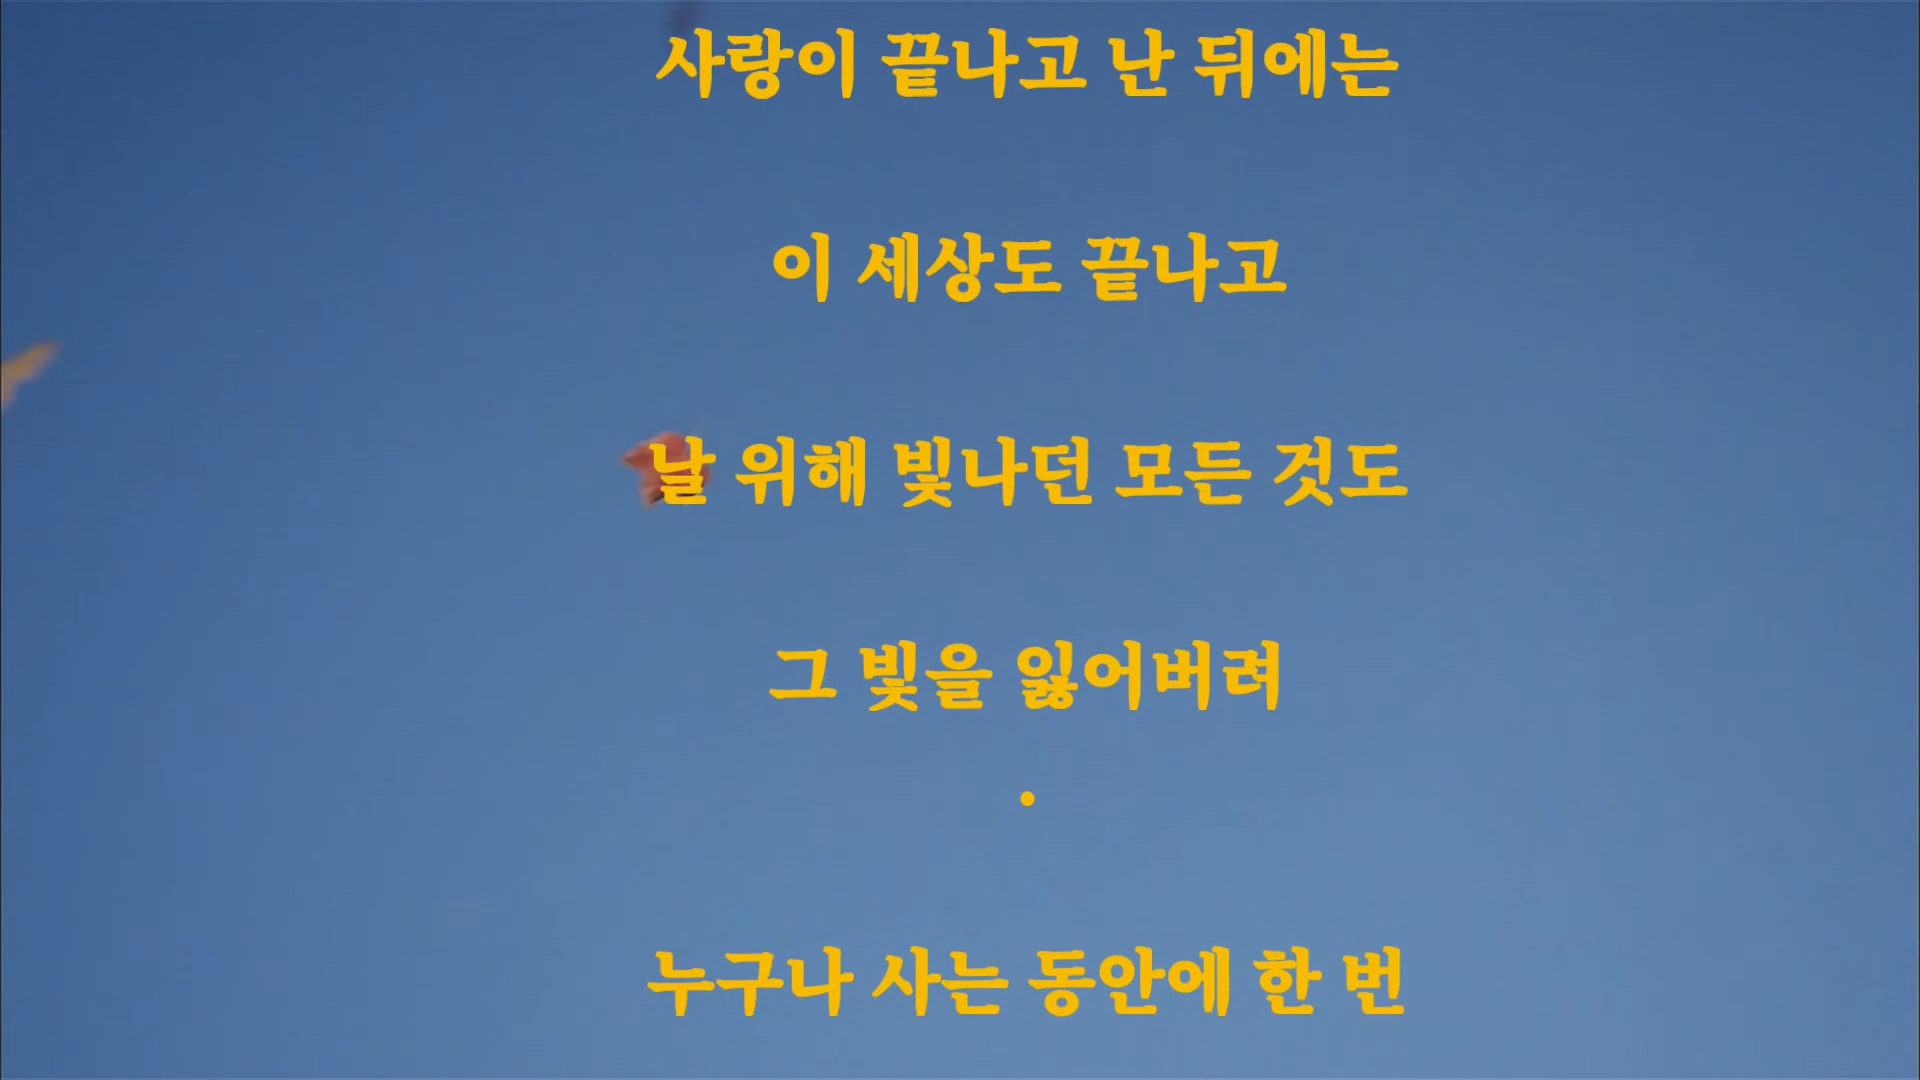 사랑이 끝나고 난 뒤에는
이 세상도 끝나고
날 위해 빛나던 모든 것도
그 빛을 잃어버려
.
누구나 사는 동안에 한 번